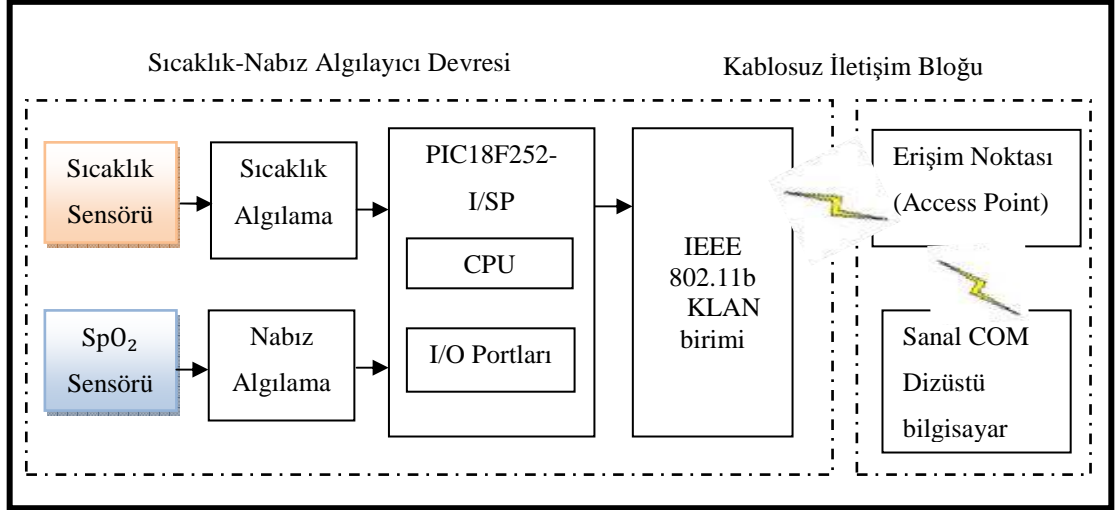 Sıcaklık-Nabız Algılayıcı Devresi
Kablosuz İletişim Bloğu
Sıcaklık
Sensörü
Sıcaklık
Algılama
PIC18F252-
I/SP
CPU
I/O Portları
SpO₂
Sensörü
Nabız
Algılama
IEEE
802.11b
KLAN
birimi
Erişim Noktası
(Access Point)
Sanal COM
Dizüstü
bilgisayar